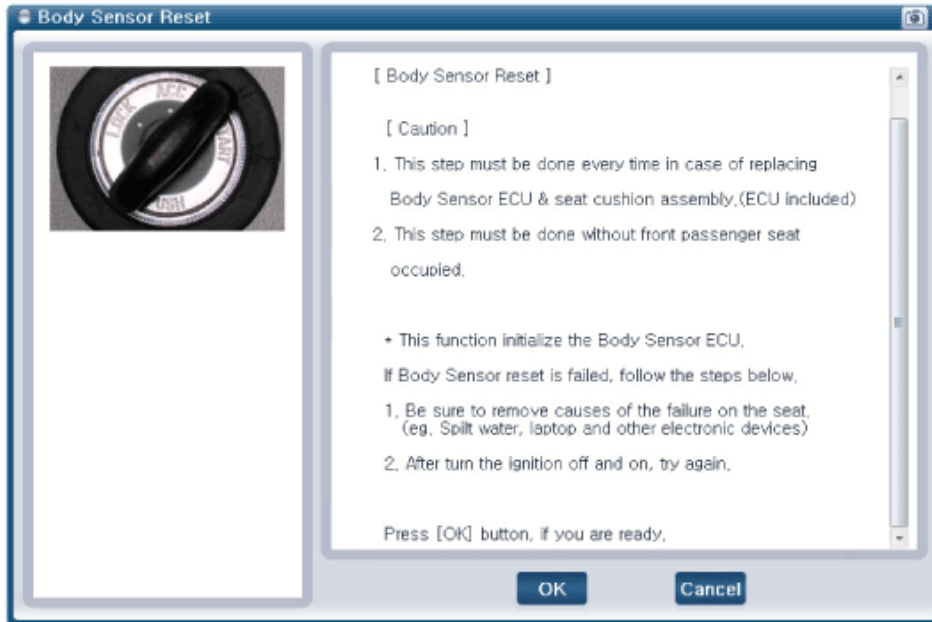 Body Sensor Reset
[ Body Sensor Reset ]
[ Caution ]
1. This step must be done every time in case of replacing
Body Sensor ECU & seat cushion assembly.(ECU included)
2. This step must be done without front passenger seat
occupied.
* This function initialize the Body Sensor ECU.
If Body Sensor reset is failed, follow the steps below.
1. Be sure to remove causes of the failure on the seat.
(eg. Spilt water, laptop and other electronic devices)
2. After turn the ignition off and on, try again.
Press [OK] button, if you are ready.
LOCK
ACC
START
PUSH
OK
Cancel